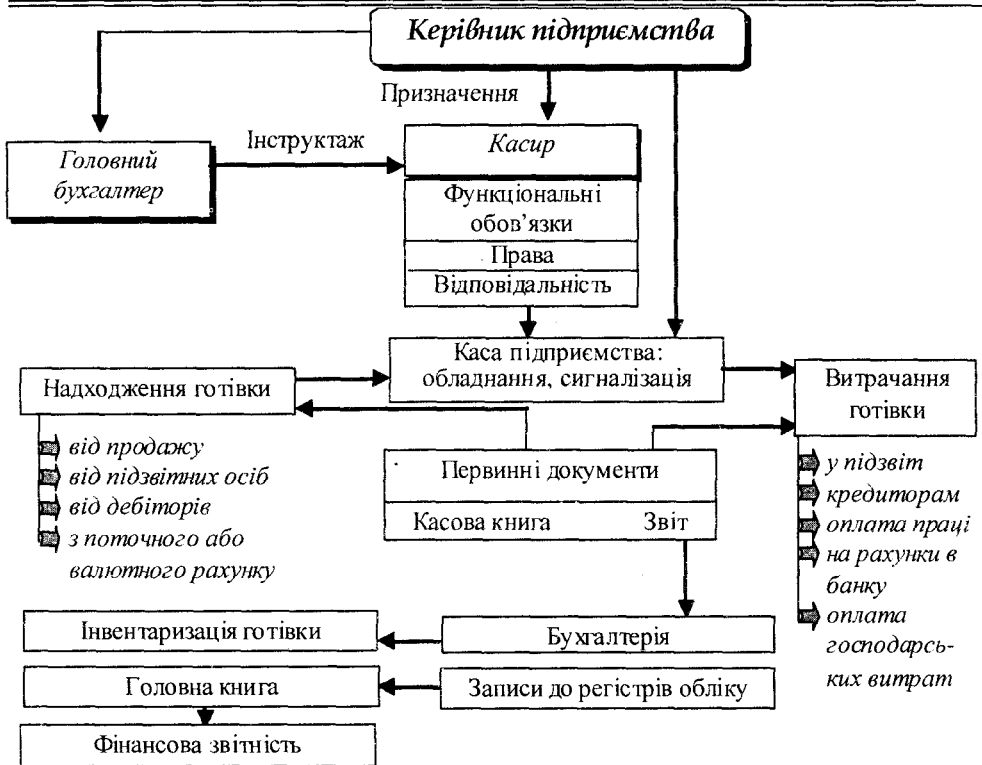 Керівник підприємства
Призначення
Інструктаж
Головний
бухгалтер
Касир
Функціональні
обов’язки
Права
Відповідальність
Каса підприємства:
обладнання, сигналізація
Надходження готівки
від продажу
від підзвітних осіб
від дебіторів
з поточного або
валютного рахунку
Витрачання
готівки
у підзвіт
кредиторам
оплата праці
на рахунки в
банку
оплата
господарсь-
ких витрат
Первинні документи
Касова книга Звіт
Інвентаризація готівки
Бухгалтерія
Головна книга
Записи до регістрів обліку
Фінансова звітність